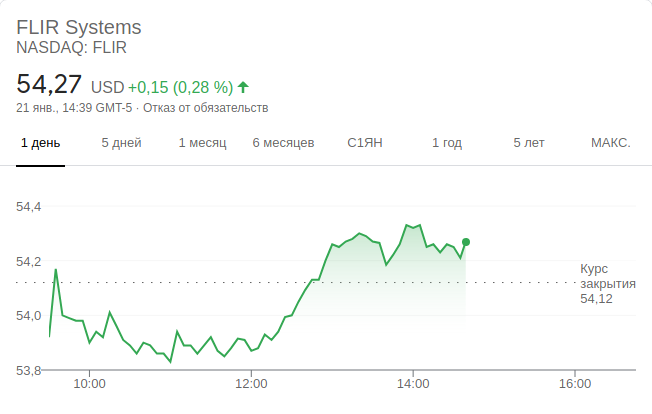 FLIR Systems
NASDAQ: FLIR
54,27 USD +0,15 (0,28 %) ↑
21 янв., 14:39 GMT-5 · Отказ от обязательств
1 день 5 дней 1 месяц 6 месяцев С1ЯН 1 год 5 лет МАКС.
54,4
54,2
Курс
закрытия
54,12
54,0
53,8
10:00 12:00 14:00 16:00